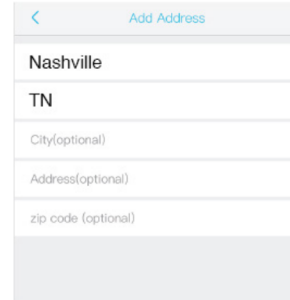 Add Address
Nashville
TN
City(optional)
Address(optional)
zip code (optional)